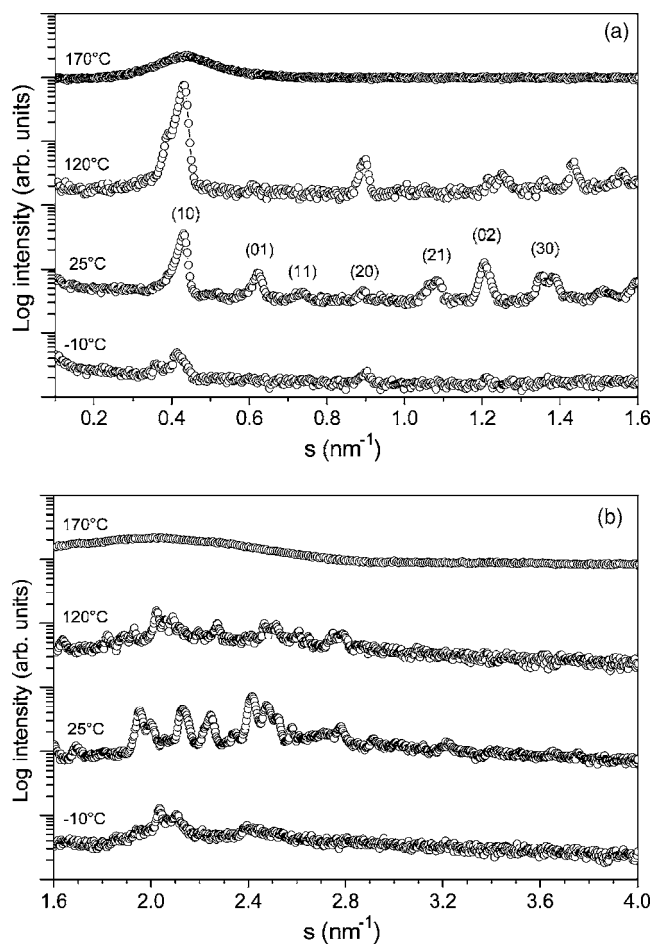 (a)
170°C
120°C
(10)
25°C
(01)
(11)
(20)
(21)
(02)
(30)
-10°C
Log intensity (arb. units)
0.2 0.4 0.6 0.8 1.0 1.2 1.4 1.6
s (nm⁻¹)
(b)
170°C
120°C
25°C
-10°C
Log intensity (arb. units)
1.6 2.0 2.4 2.8 3.2 3.6 4.0
s (nm⁻¹)